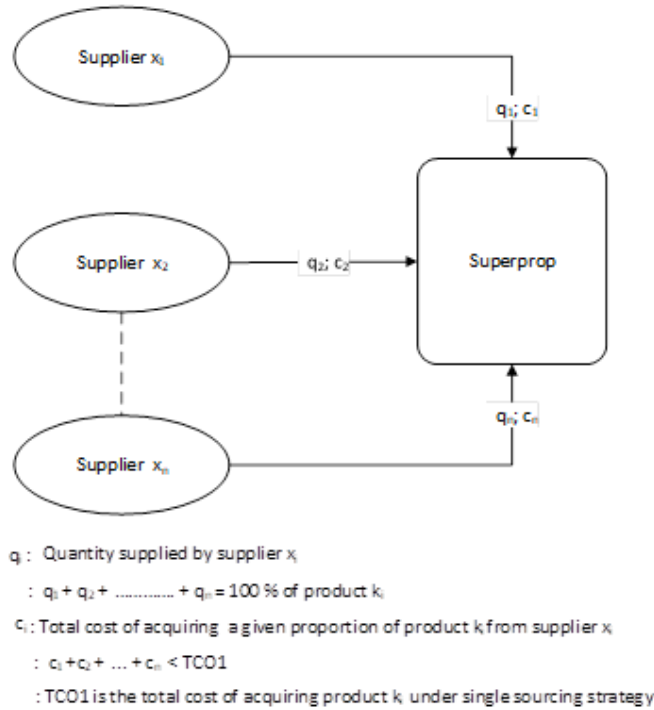 Supplier x₁
q₁; c₁
Supplier x₂
q₂; c₂
Superprop
qₙ; cₙ
Supplier xₙ
qᵢ : Quantity supplied by supplier xᵢ
: q₁ + q₂ + ............. + qₙ = 100 % of product kᵢ
cᵢ : Total cost of acquiring a given proportion of product kᵢ from supplier xᵢ
: c₁ +c₂ + ... + cₙ < TCO1
: TCO1 is the total cost of acquiring product kᵢ under single sourcing strategy